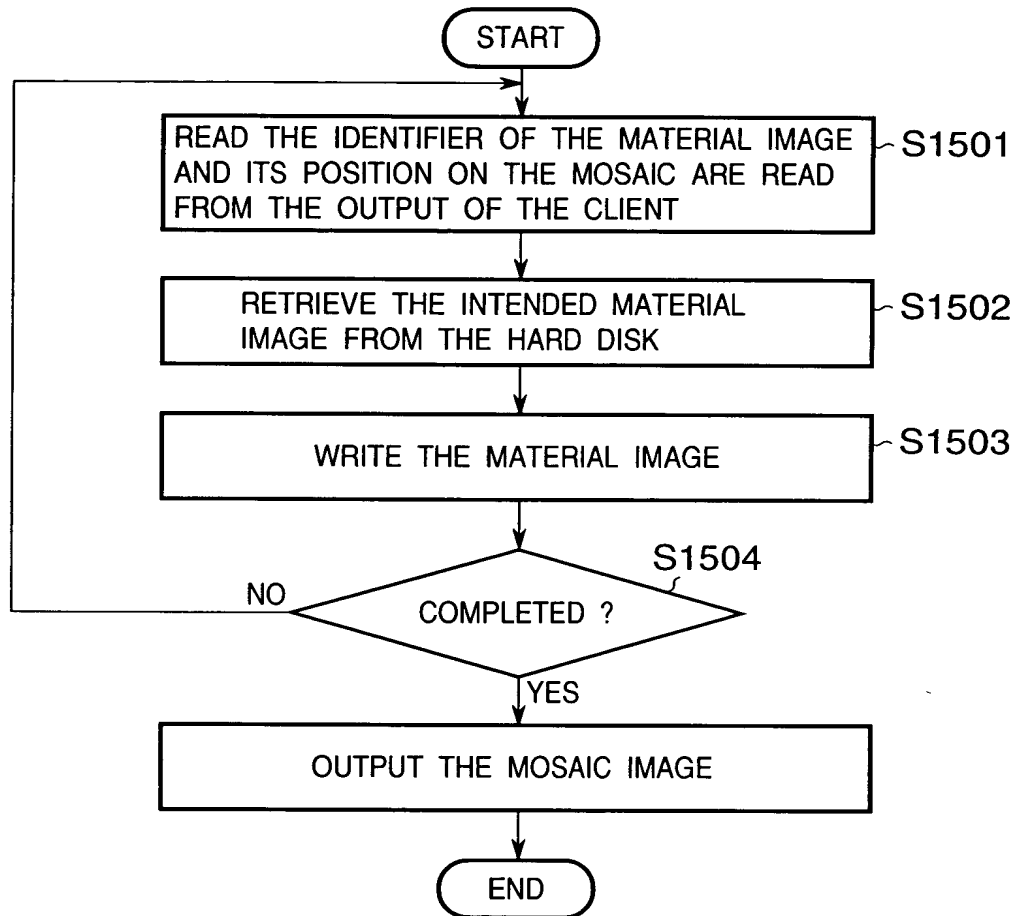 START
READ THE IDENTIFIER OF THE MATERIAL IMAGE
AND ITS POSITION ON THE MOSAIC ARE READ
FROM THE OUTPUT OF THE CLIENT
S1501
RETRIEVE THE INTENDED MATERIAL
IMAGE FROM THE HARD DISK
S1502
WRITE THE MATERIAL IMAGE
S1503
S1504
NO
COMPLETED ?
YES
OUTPUT THE MOSAIC IMAGE
END